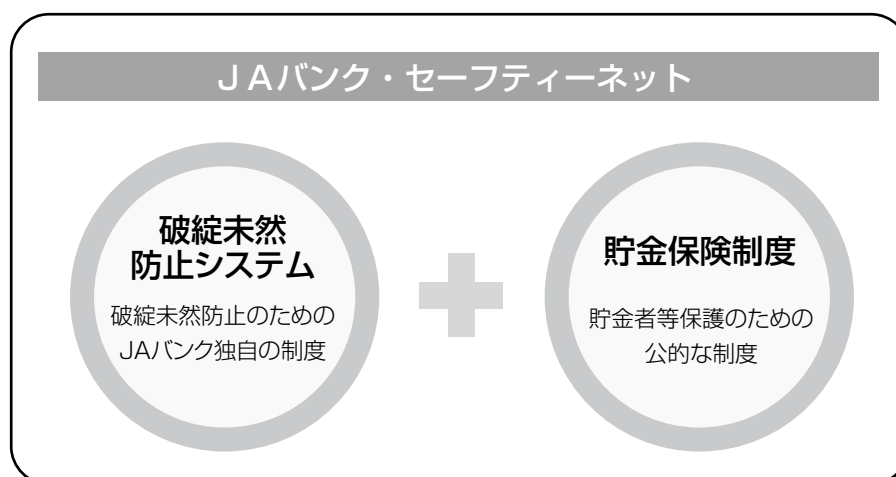 ＪＡバンク・セーフティーネット
破綻未然
防止システム
破綻未然防止のための
JAバンク独自の制度
貯金保険制度
貯金者等保護のための
公的な制度